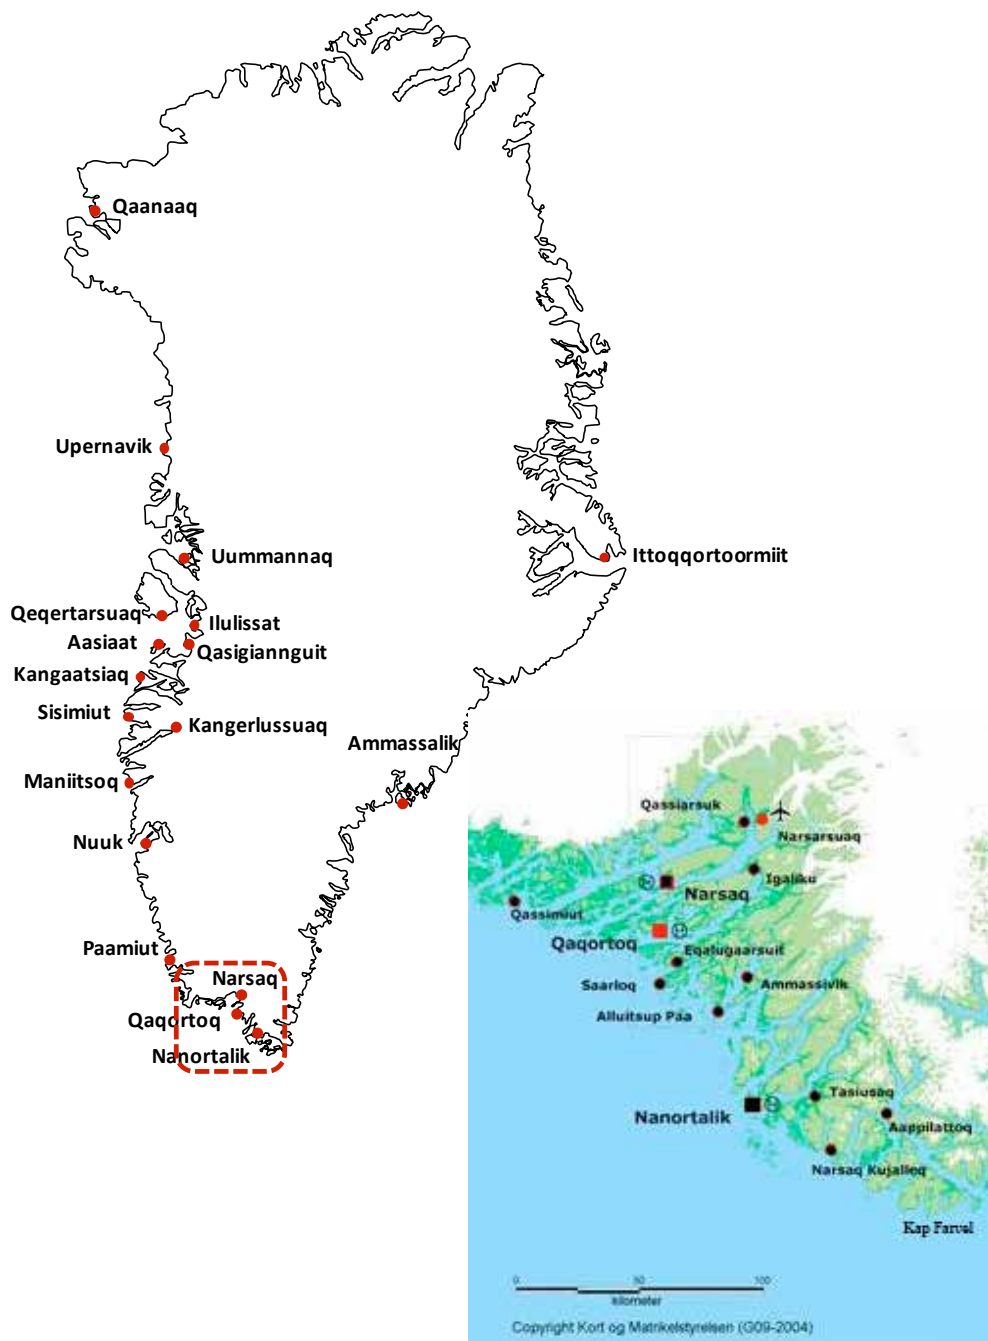 Qaanaaq
Upernavik
Uummannaq
Ittoqqortoormiit
Qeqertarsuaq
Ilulissat
Aasiaat
Qasigiannguit
Kangaatsiaq
Sisimiut
Kangerlussuaq
Ammassalik
Maniitsoq
Nuuk
Paamiut
Narsaq
Qaqortoq
Nanortalik
Qassiarsuk
Narsarsuaq
Igaliku
Narsaq
Qassimiut
Qaqortoq
Eqalugaarsuit
Saarloq
Ammassivik
Alluitsup Paa
Tasiusaq
Nanortalik
Aappilattoq
Narsaq Kujalleq
Kap Farvel
0 50 100
kilometer
Copyright Kort og Matrikelstyrelsen (G09-2004)